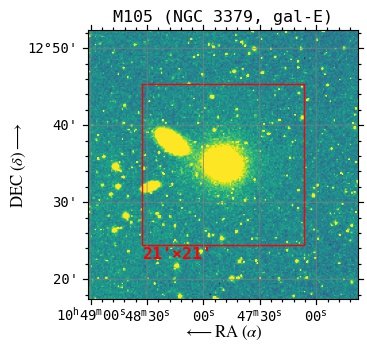 M105 (NGC 3379, gal-E)
12°50'
40'
30'
20'
DEC (δ)⟶
21'×21'
10ʰ49ᵐ00ˢ 48ᵐ30ˢ 00ˢ 47ᵐ30ˢ 00ˢ
⟵RA (α)